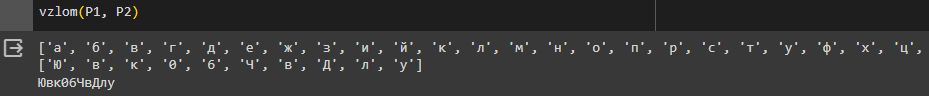 vzlom(P1, P2)
['а', 'б', 'в', 'г', 'д', 'е', 'ж', 'з', 'и', 'й', 'к', 'л', 'м', 'н', 'о', 'п', 'р', 'с', 'т', 'у', 'ф', 'х', 'ц',
['Ю', 'в', 'к', '0', '6', 'Ч', 'в', 'Д', 'л', 'у']
Ювк06ЧвДлу